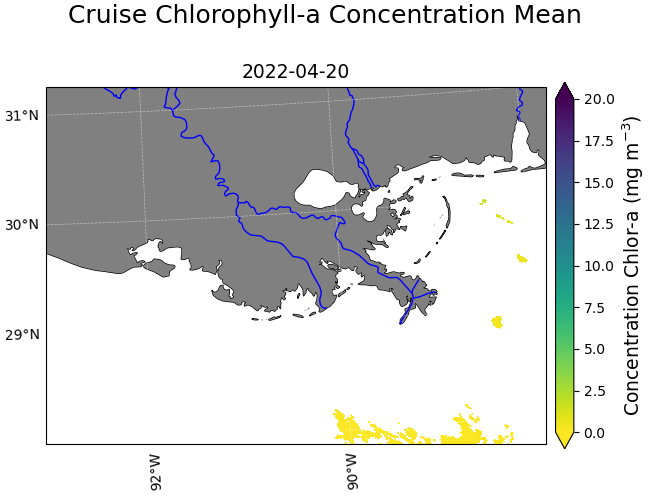 Cruise Chlorophyll-a Concentration Mean
2022-04-20
31°N
30°N
29°N
92°W
90°W
20.0
17.5
15.0
12.5
10.0
7.5
5.0
2.5
0.0
Concentration Chlor-a (mg m⁻³)